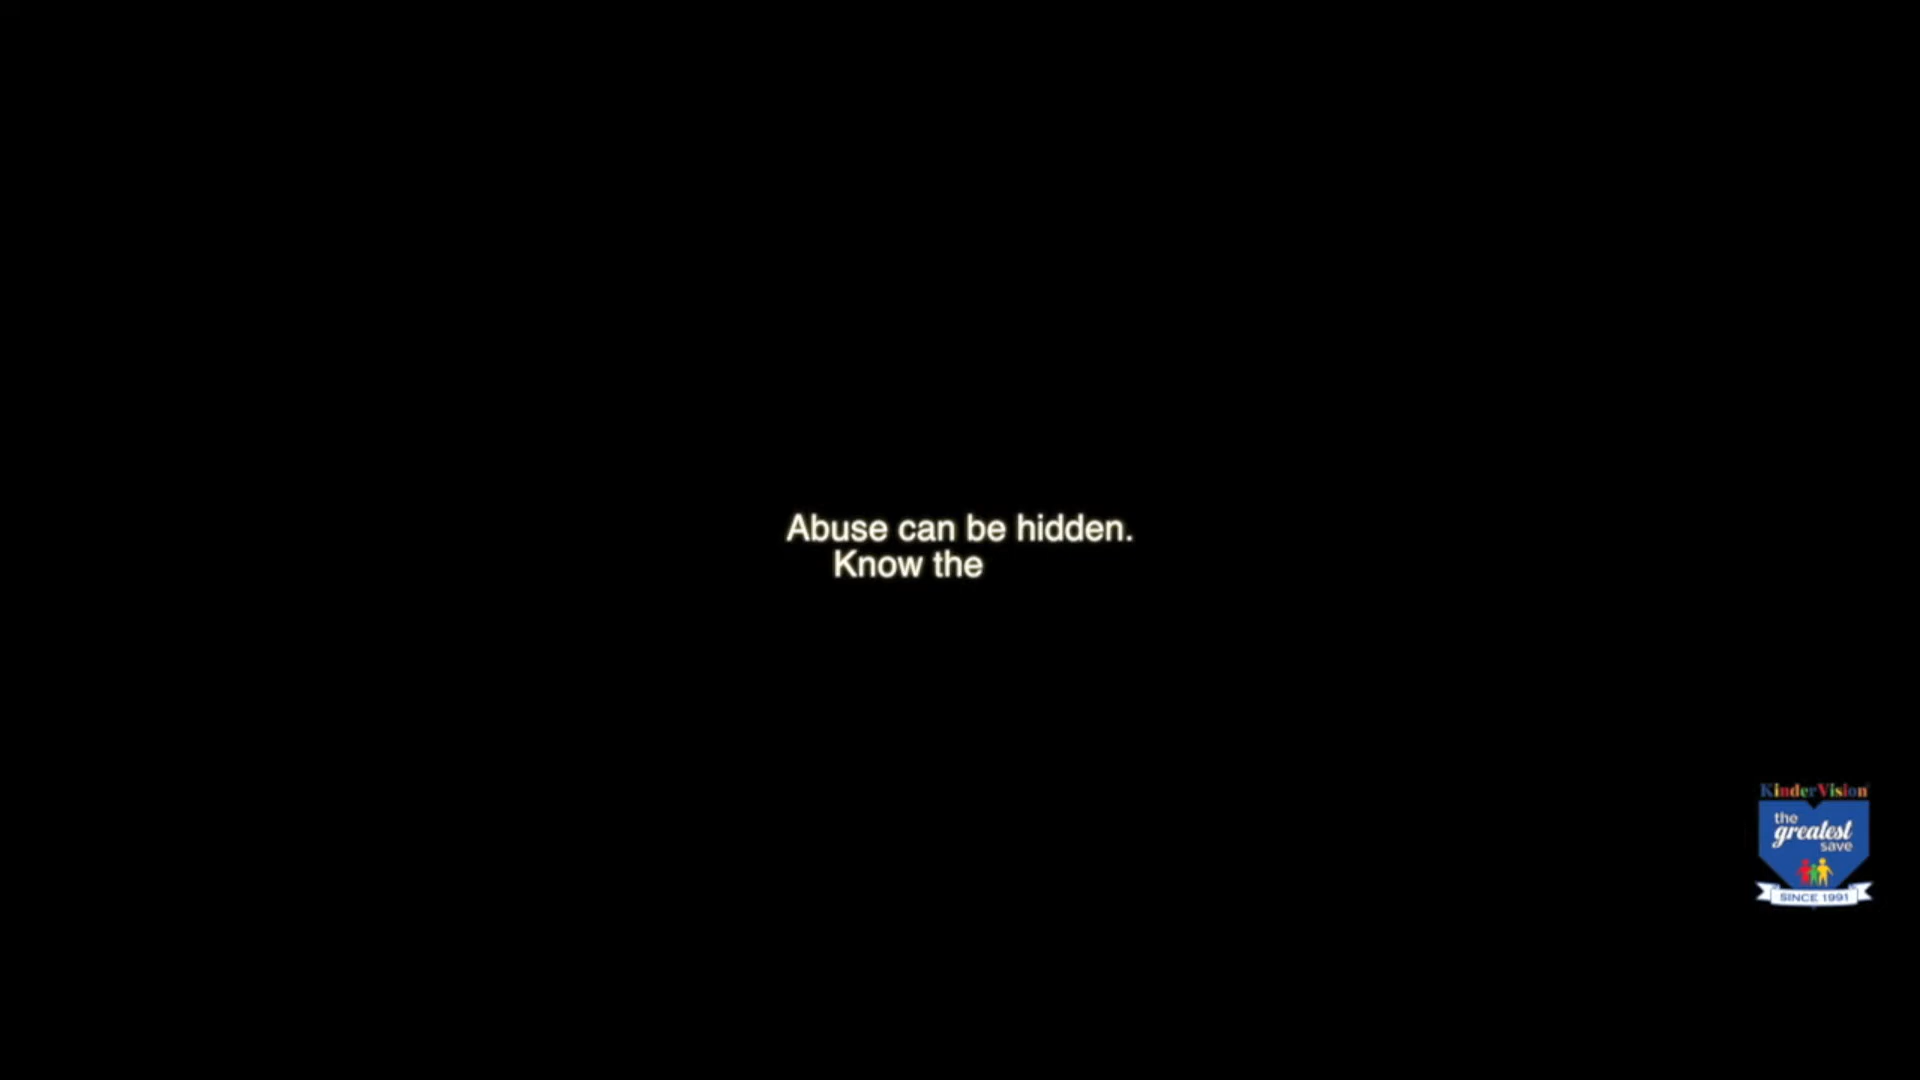 Abuse can be hidden.
Know the
KinderVision
the
greatest
save
SINCE 1991